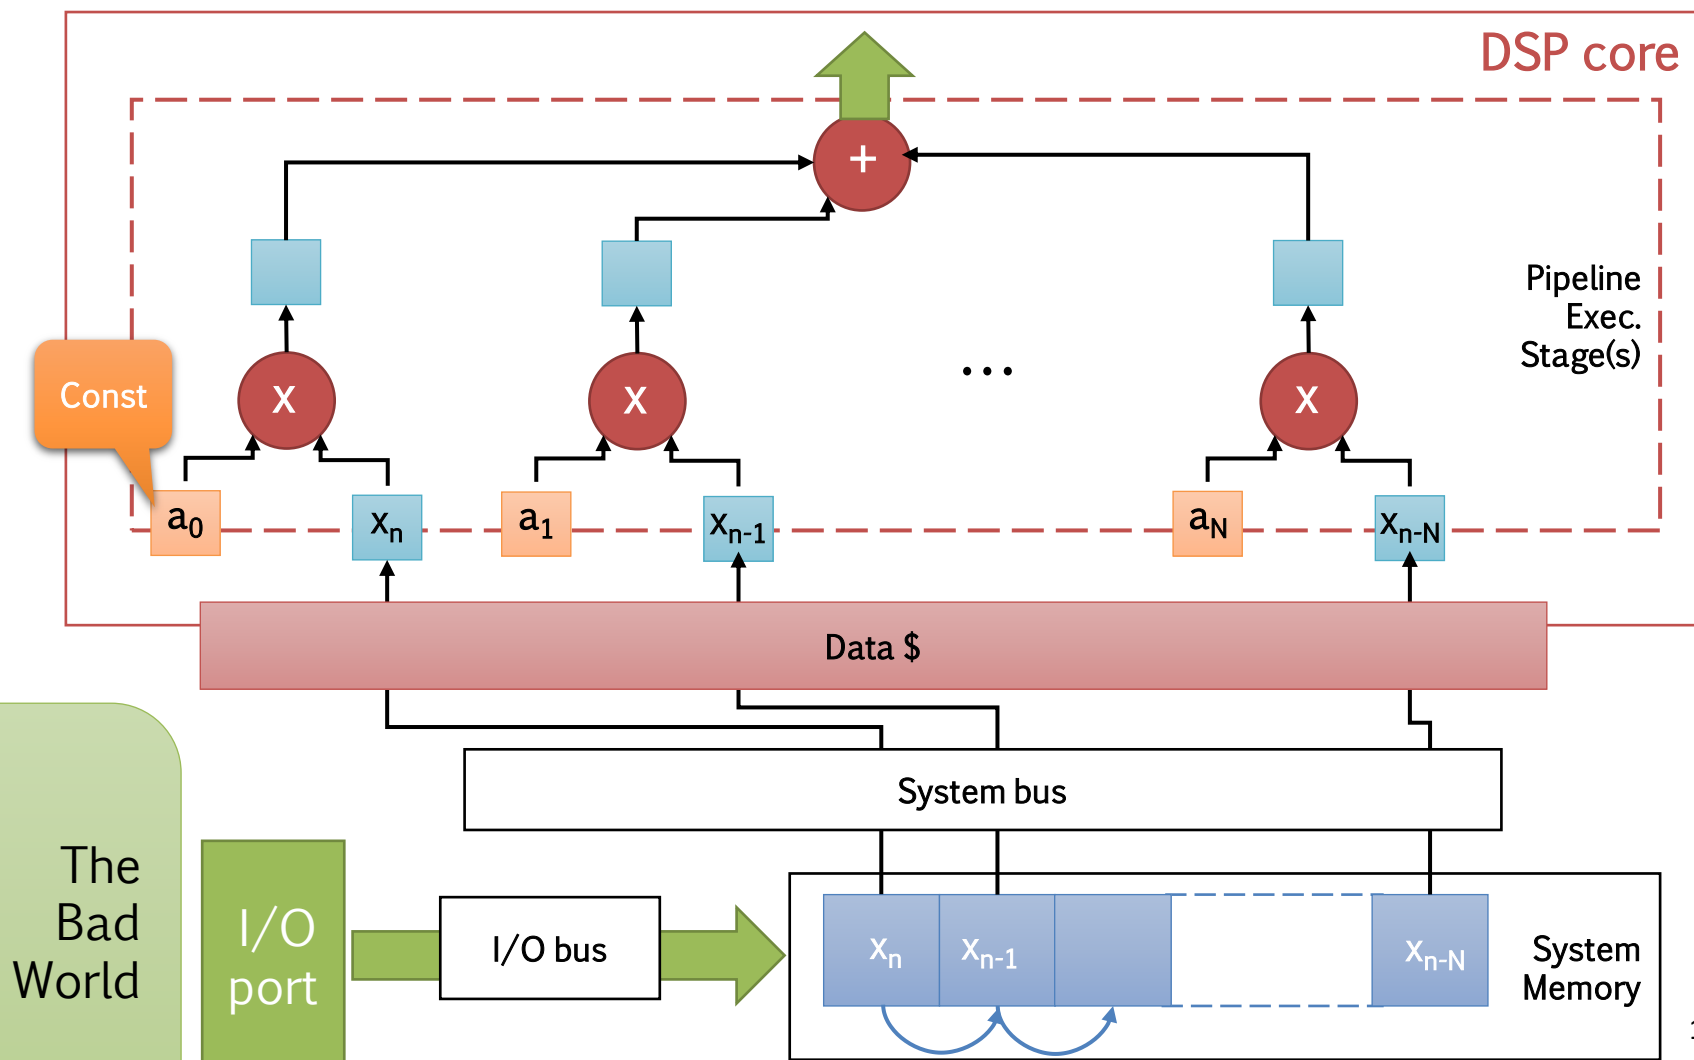 DSP core
+
Pipeline
Exec.
Stage(s)
Const
X
X
...
X
a0
xn
a1
xn-1
aN
xn-N
Data $
System bus
The
Bad
World
I/O
port
I/O bus
xn
xn-1
xn-N
System
Memory